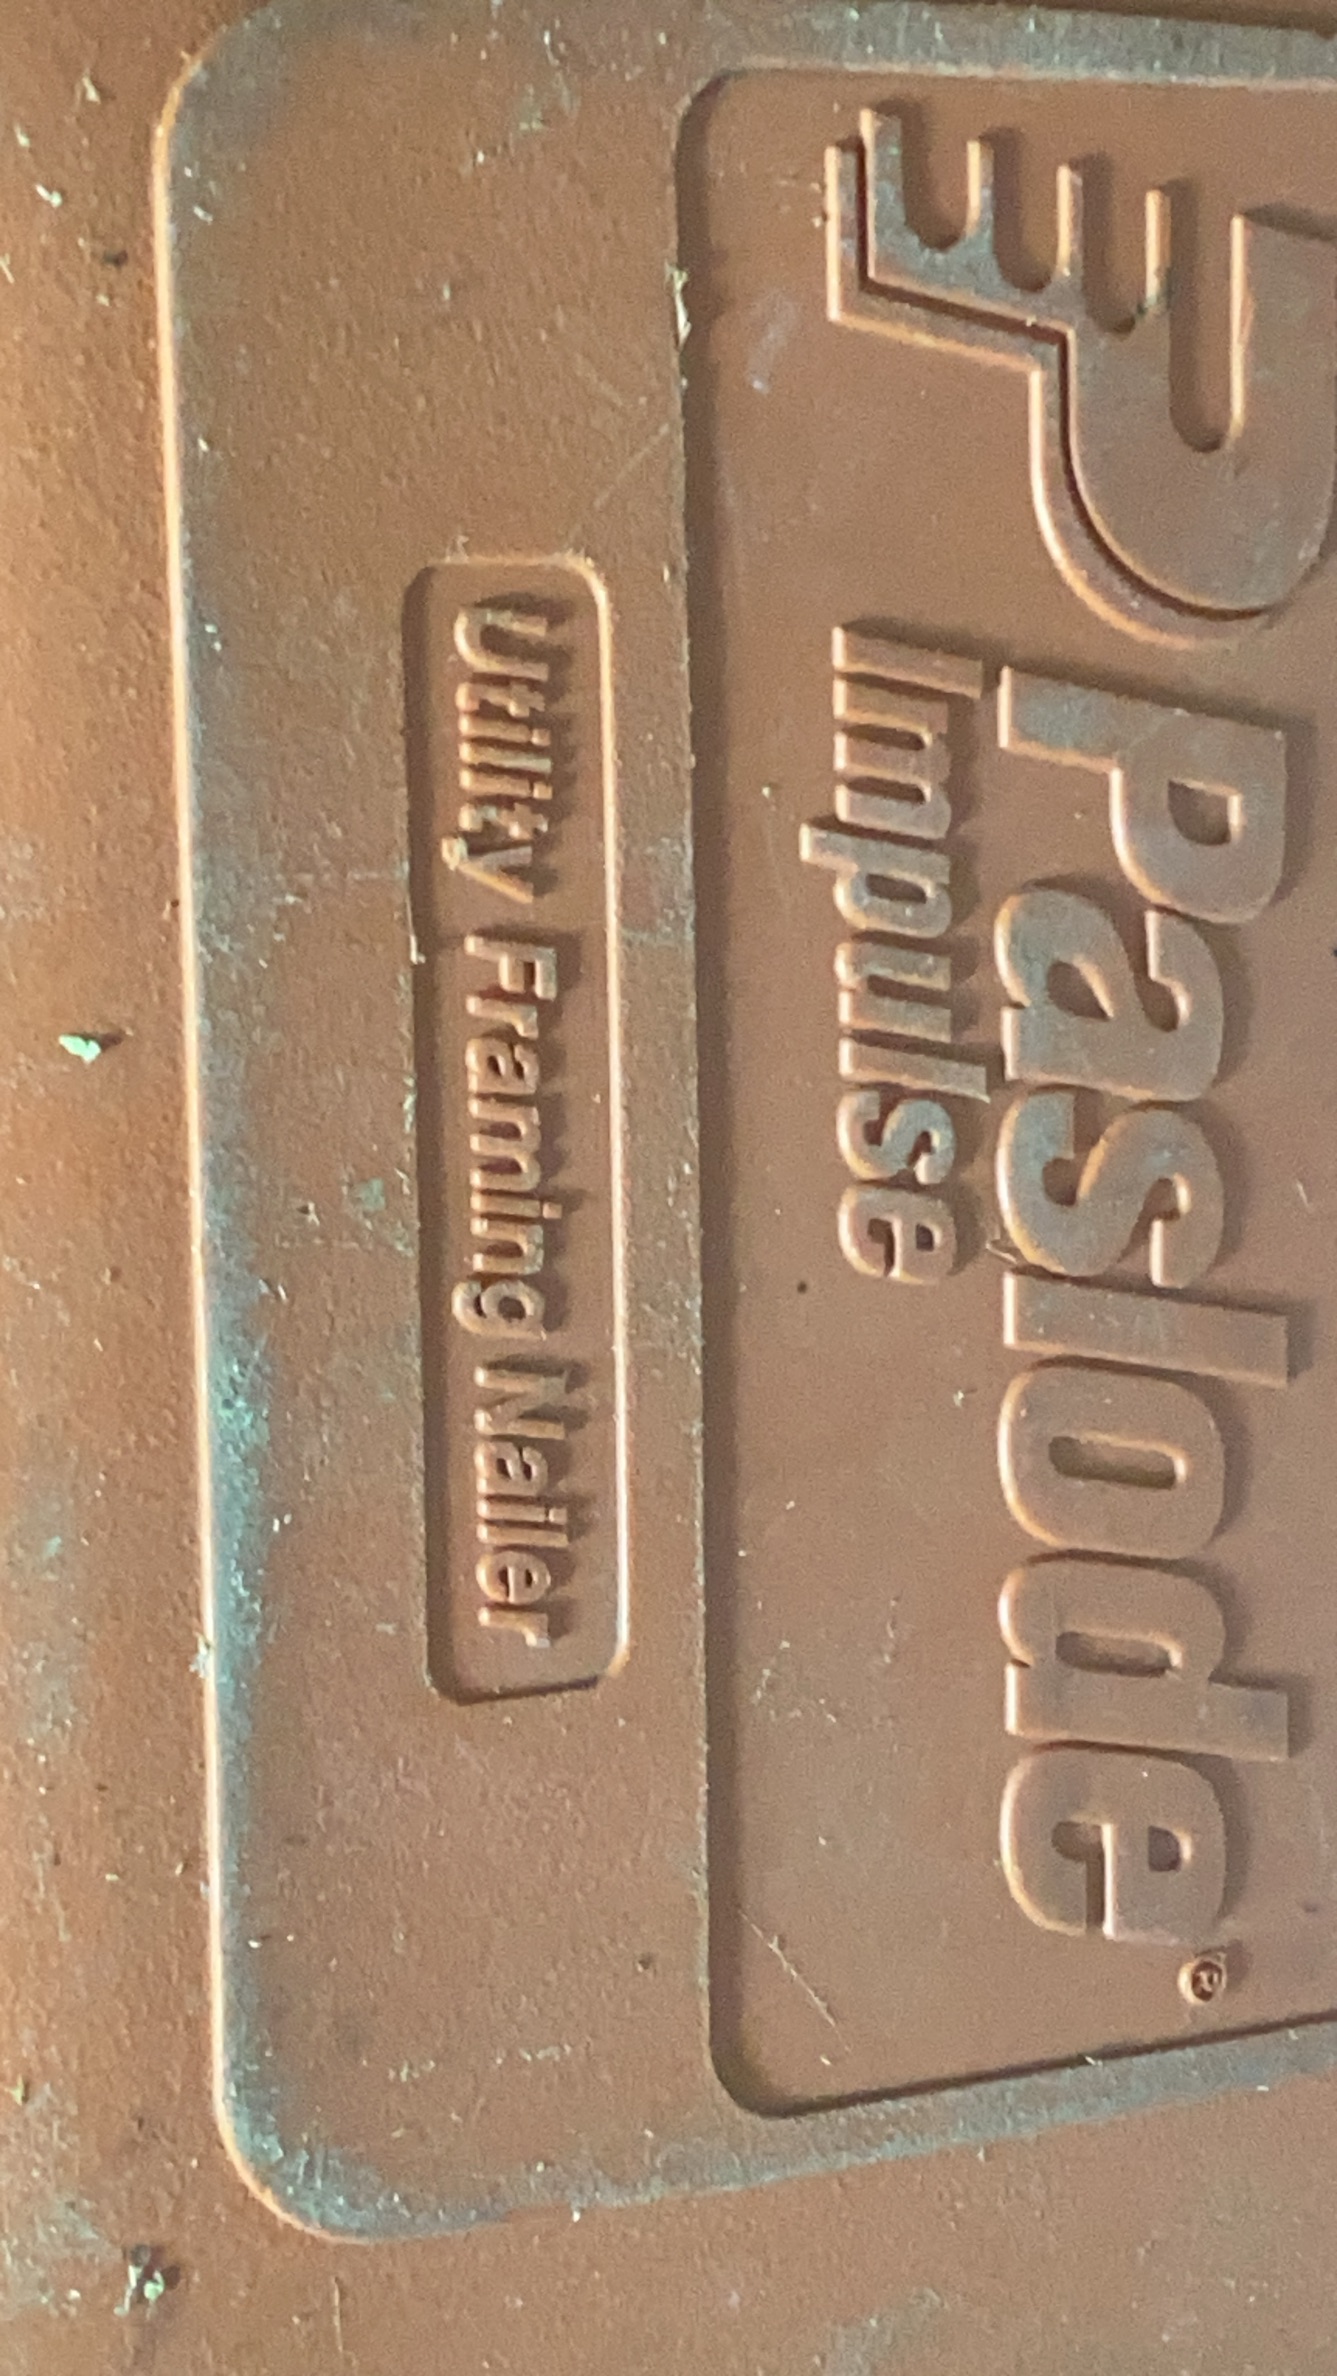 Paslode®
Impulse
Utility Framing Nailer